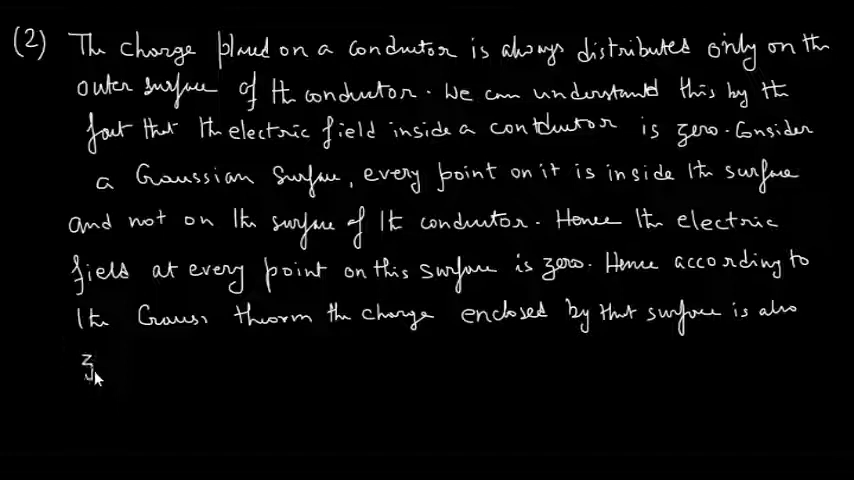 (2) The charge placed on a conductor is always distributed only on the
outer surface of the conductor. We can understand this by the
fact that the electric field inside a conductor is zero. Consider
a Gaussian surface, every point on it is inside the surface
and not on the surface of the conductor. Hence the electric
field at every point on this surface is zero. Hence according to
the Gauss, theorm the charge enclosed by that surface is also
z